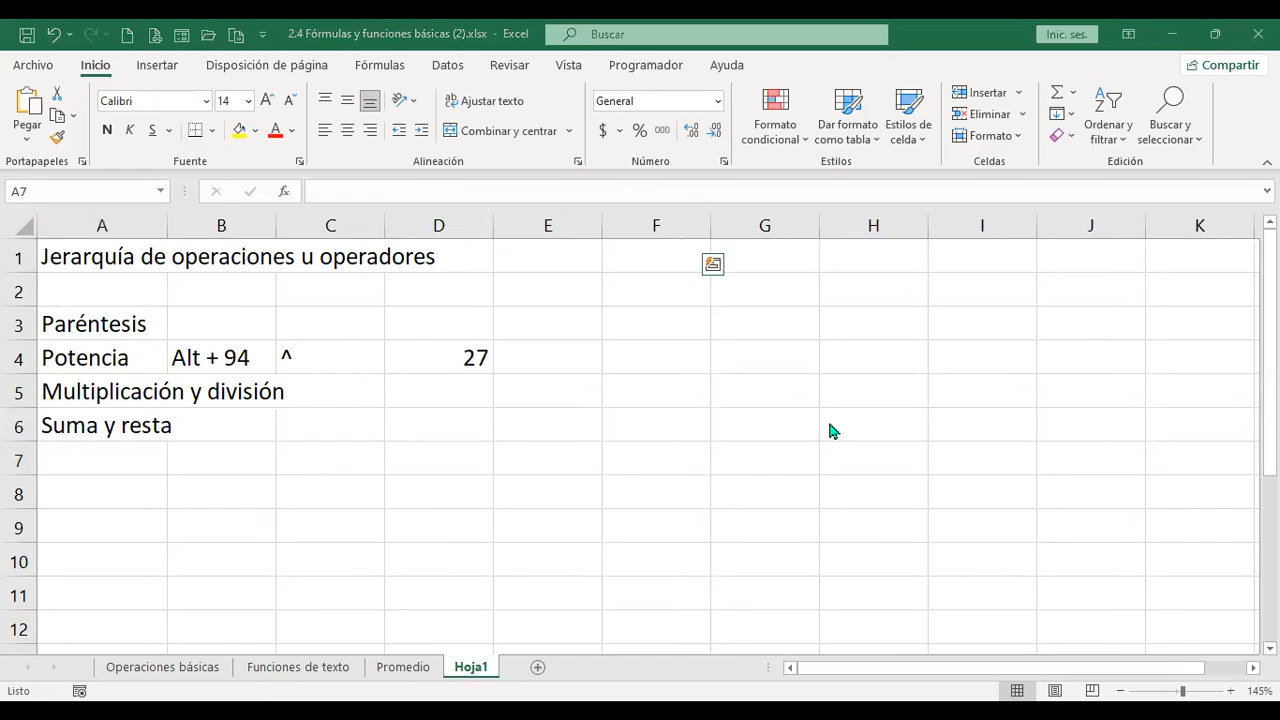 2.4 Fórmulas y funciones básicas (2).xlsx - Excel
Buscar
Inic. ses.
Archivo Inicio Insertar Disposición de página Fórmulas Datos Revisar Vista Programador Ayuda Compartir
Pegar
Portapapeles
Calibri 14
N K S
Fuente
Ajustar texto
Combinar y centrar
Alineación
General
$ % 000
Número
Formato condicional
Dar formato como tabla
Estilos de celda
Estilos
Insertar
Eliminar
Formato
Celdas
Ordenar y filtrar
Buscar y seleccionar
Edición
A7 fx
A B C D E F G H I J K
1 Jerarquía de operaciones u operadores
2
3 Paréntesis
4 Potencia Alt + 94 ^ 27
5 Multiplicación y división
6 Suma y resta
7
8
9
10
11
12
Operaciones básicas Funciones de texto Promedio Hoja1
Listo 145%